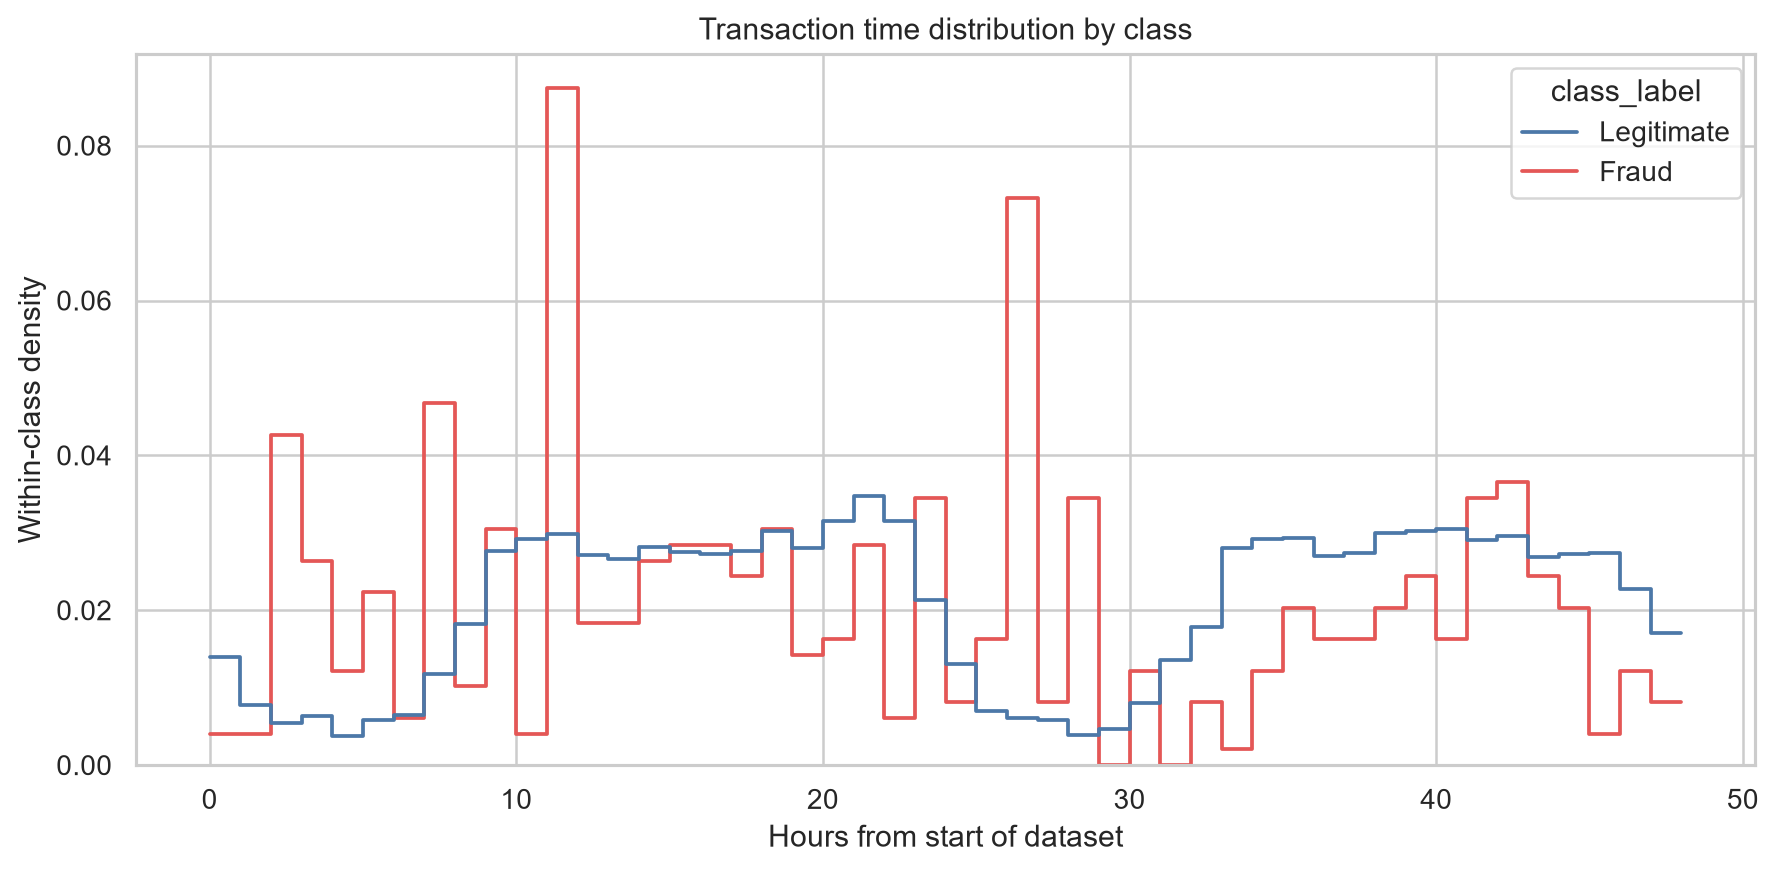 Transaction time distribution by class
class_label
Legitimate
Fraud
Within-class density
0.08
0.06
0.04
0.02
0.00
0 10 20 30 40 50
Hours from start of dataset